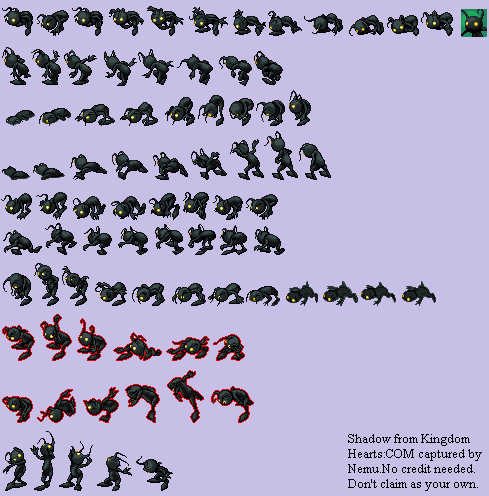 Shadow from Kingdom
Hearts:COM captured by
Nemu.No credit needed.
Don't claim as your own.